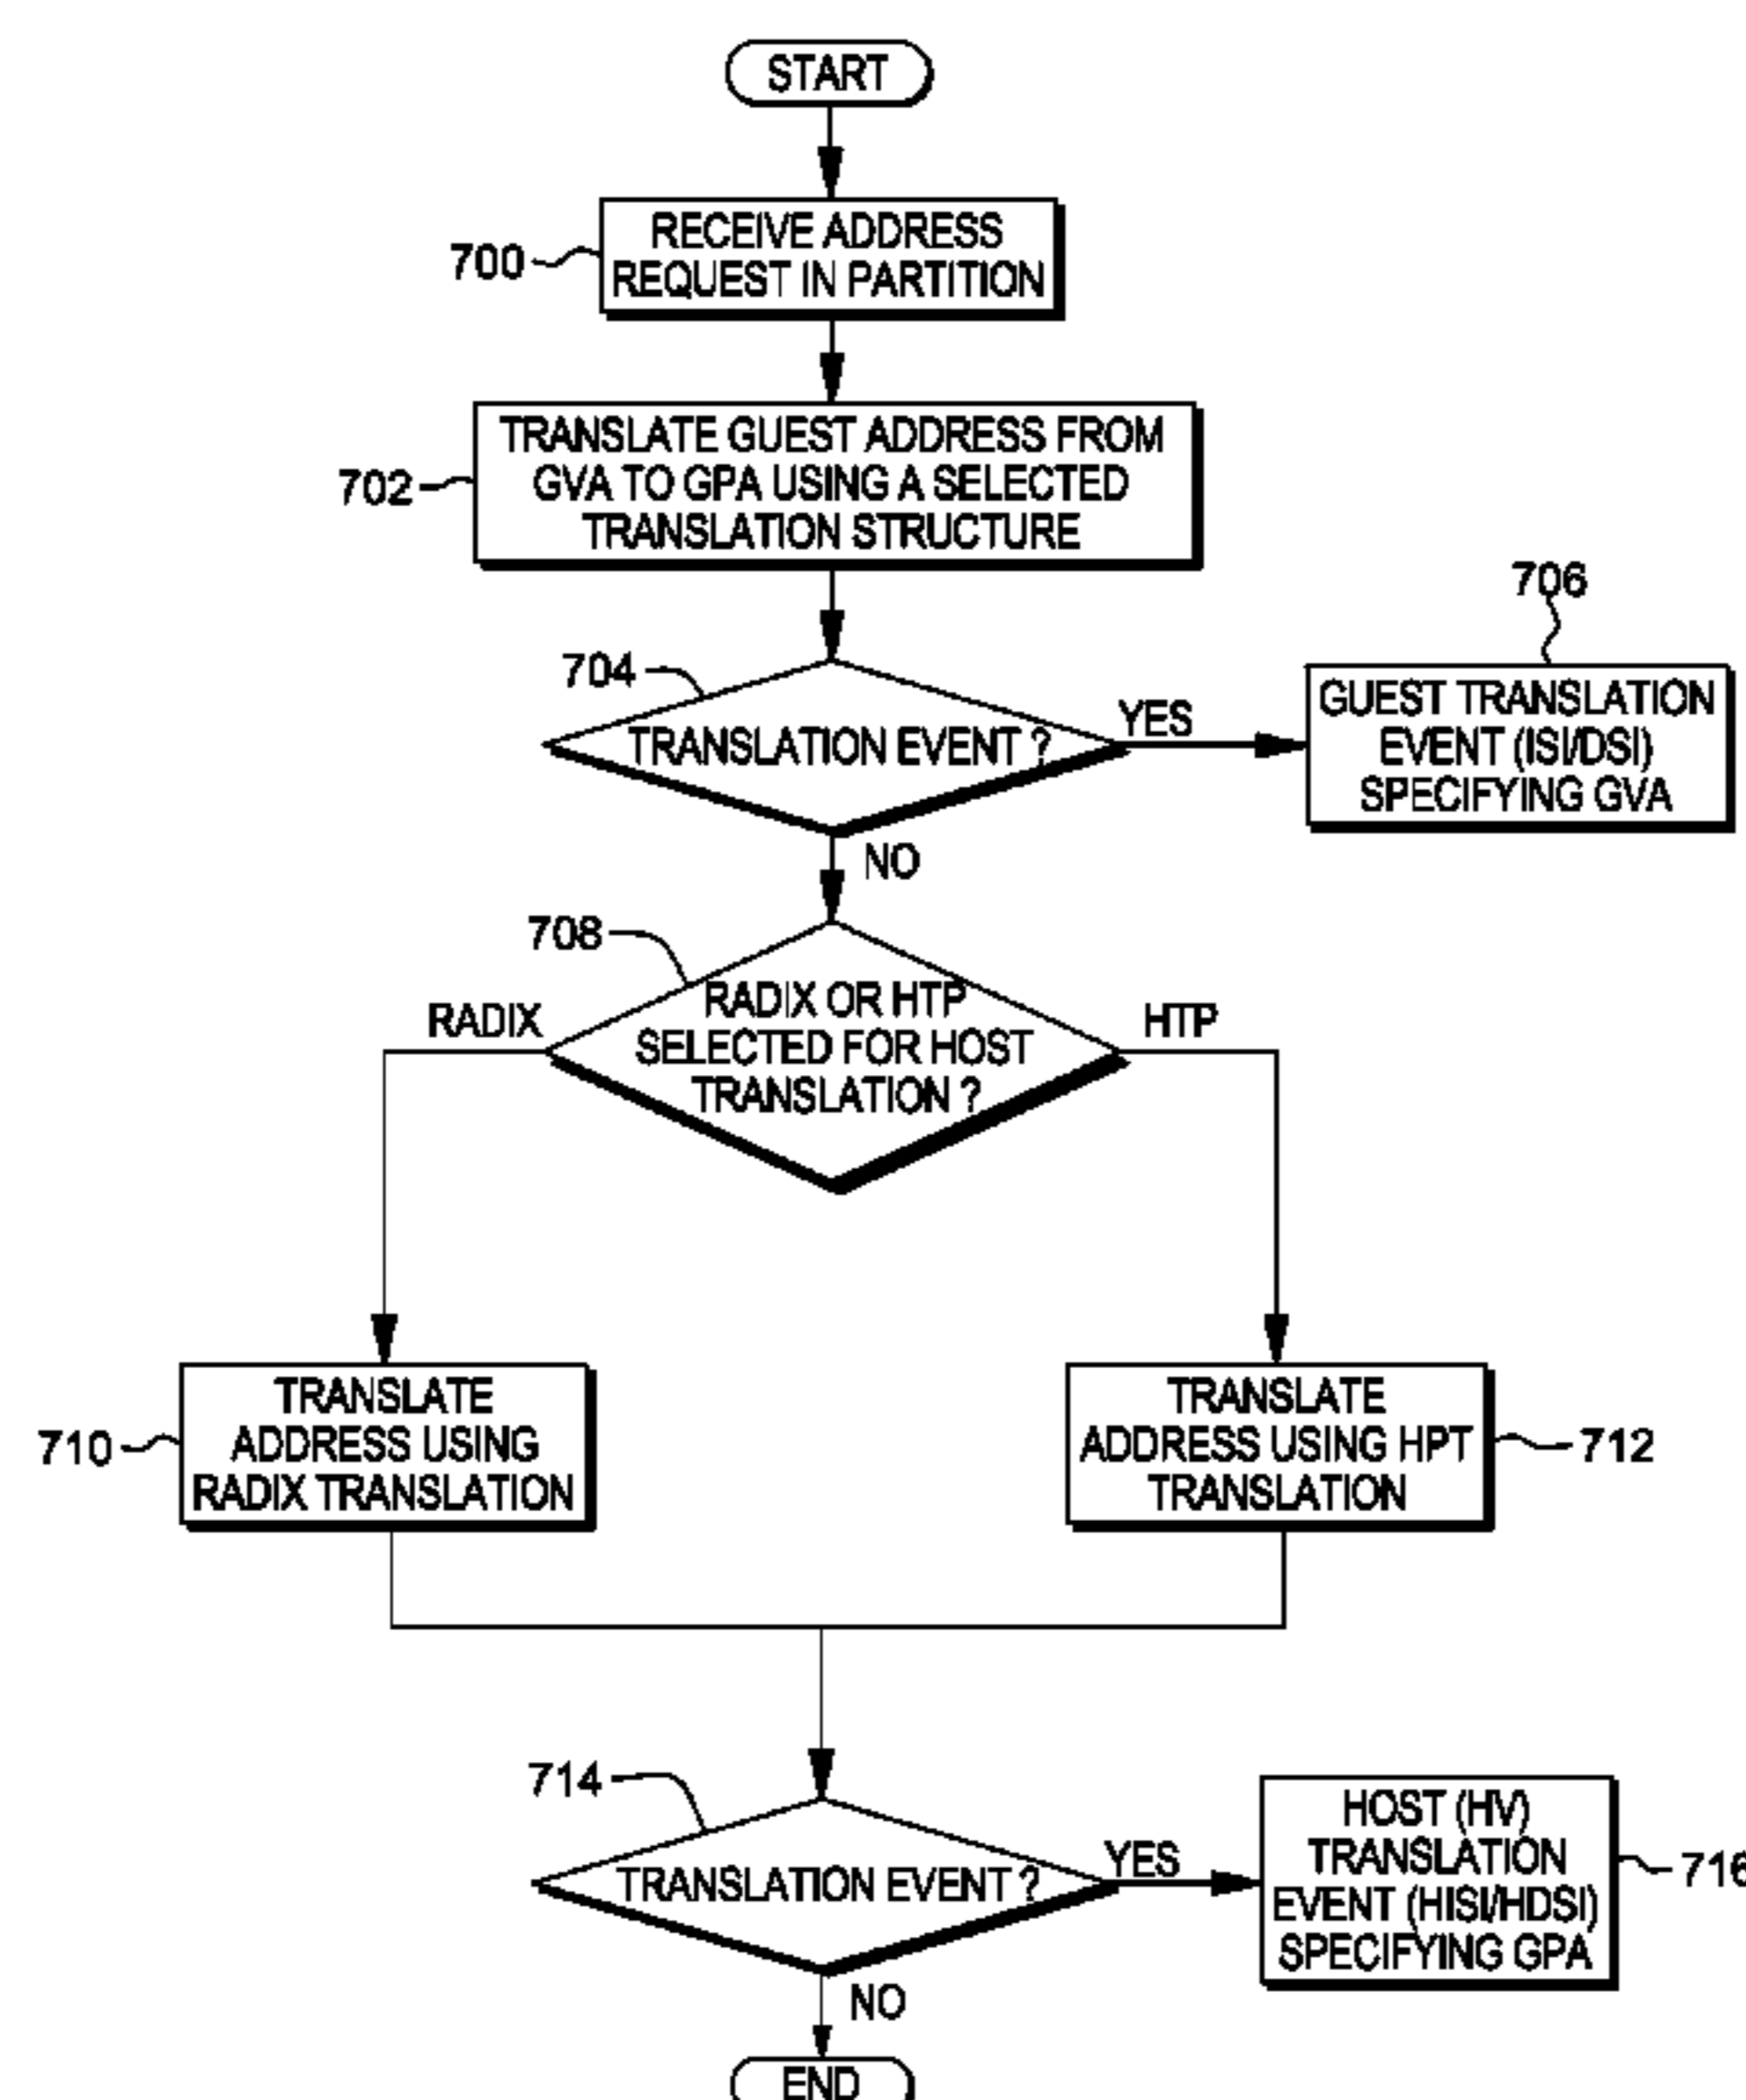 START
700
RECEIVE ADDRESS
REQUEST IN PARTITION
702
TRANSLATE GUEST ADDRESS FROM
GVA TO GPA USING A SELECTED
TRANSLATION STRUCTURE
704
TRANSLATION EVENT ?
YES
706
GUEST TRANSLATION
EVENT (ISI/DSI)
SPECIFYING GVA
NO
708
RADIX OR HTP
SELECTED FOR HOST
TRANSLATION ?
RADIX
HTP
710
TRANSLATE
ADDRESS USING
RADIX TRANSLATION
TRANSLATE
ADDRESS USING HPT
TRANSLATION
712
714
TRANSLATION EVENT ?
YES
HOST (HV)
TRANSLATION
EVENT (HISI/HDSI)
SPECIFYING GPA
716
NO
END